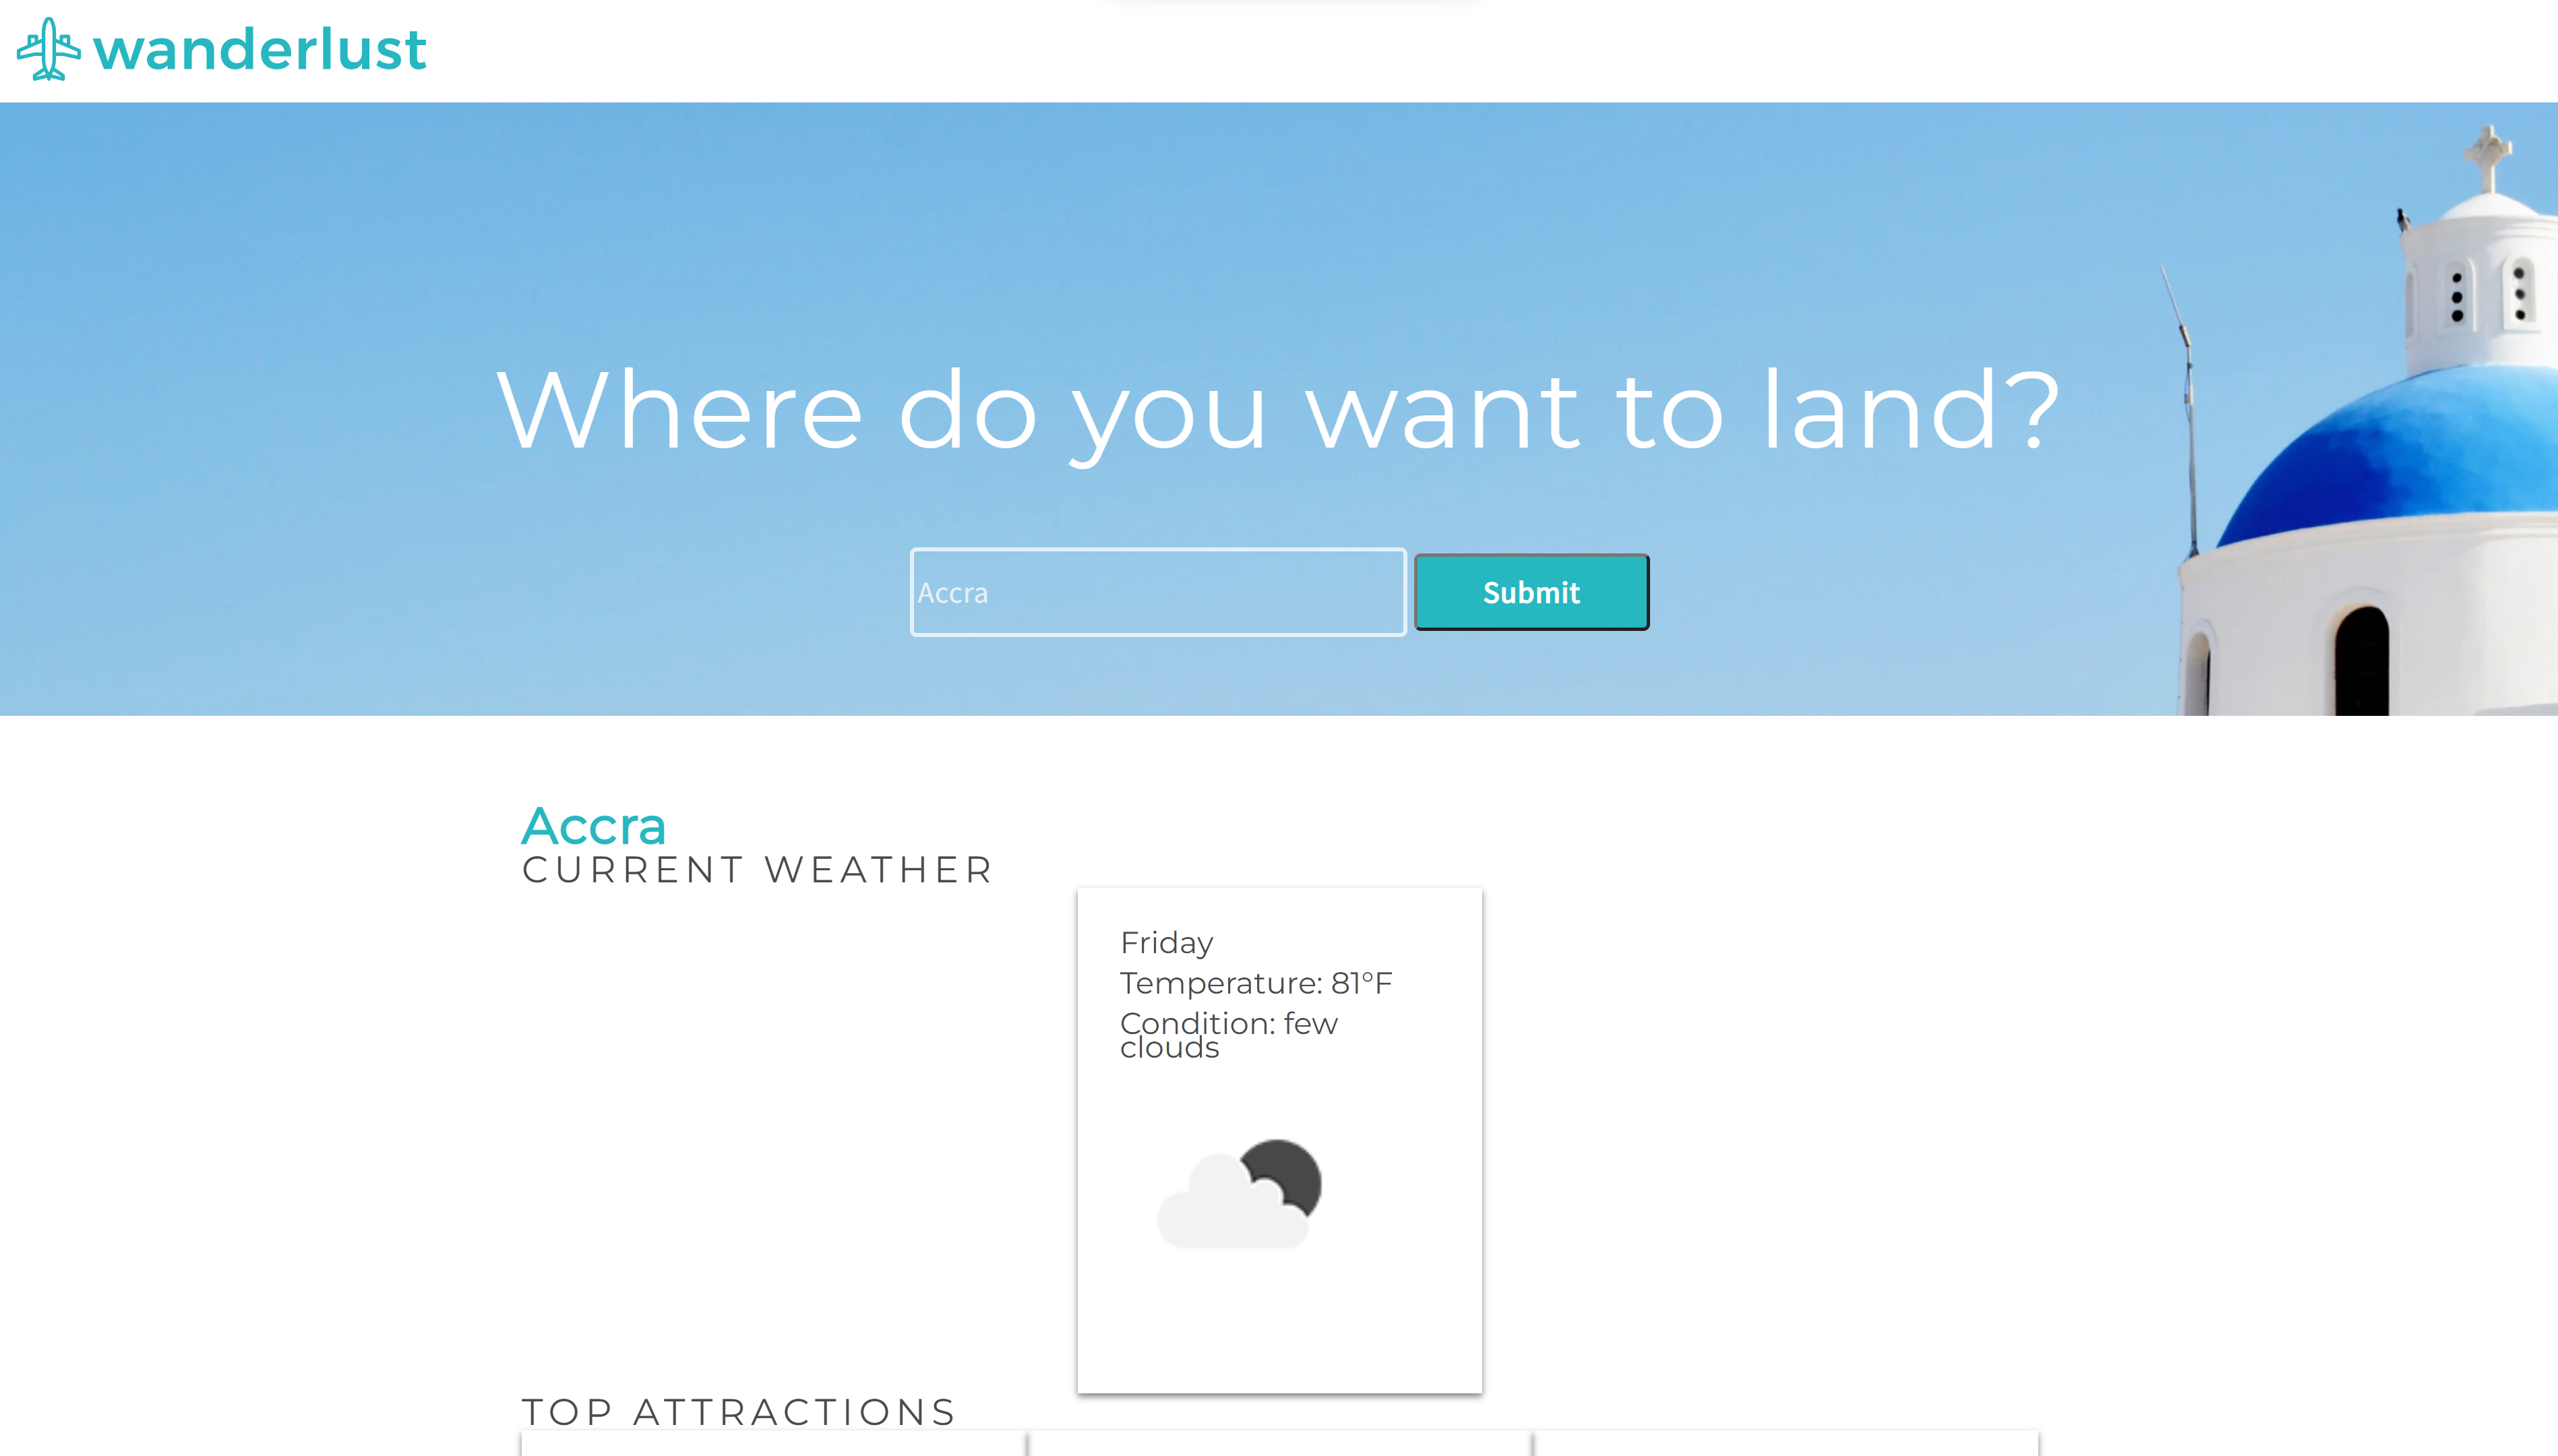 wanderlust
Where do you want to land?
Accra
Submit
Accra
CURRENT WEATHER
Friday
Temperature: 81°F
Condition: few
clouds
TOP ATTRACTIONS